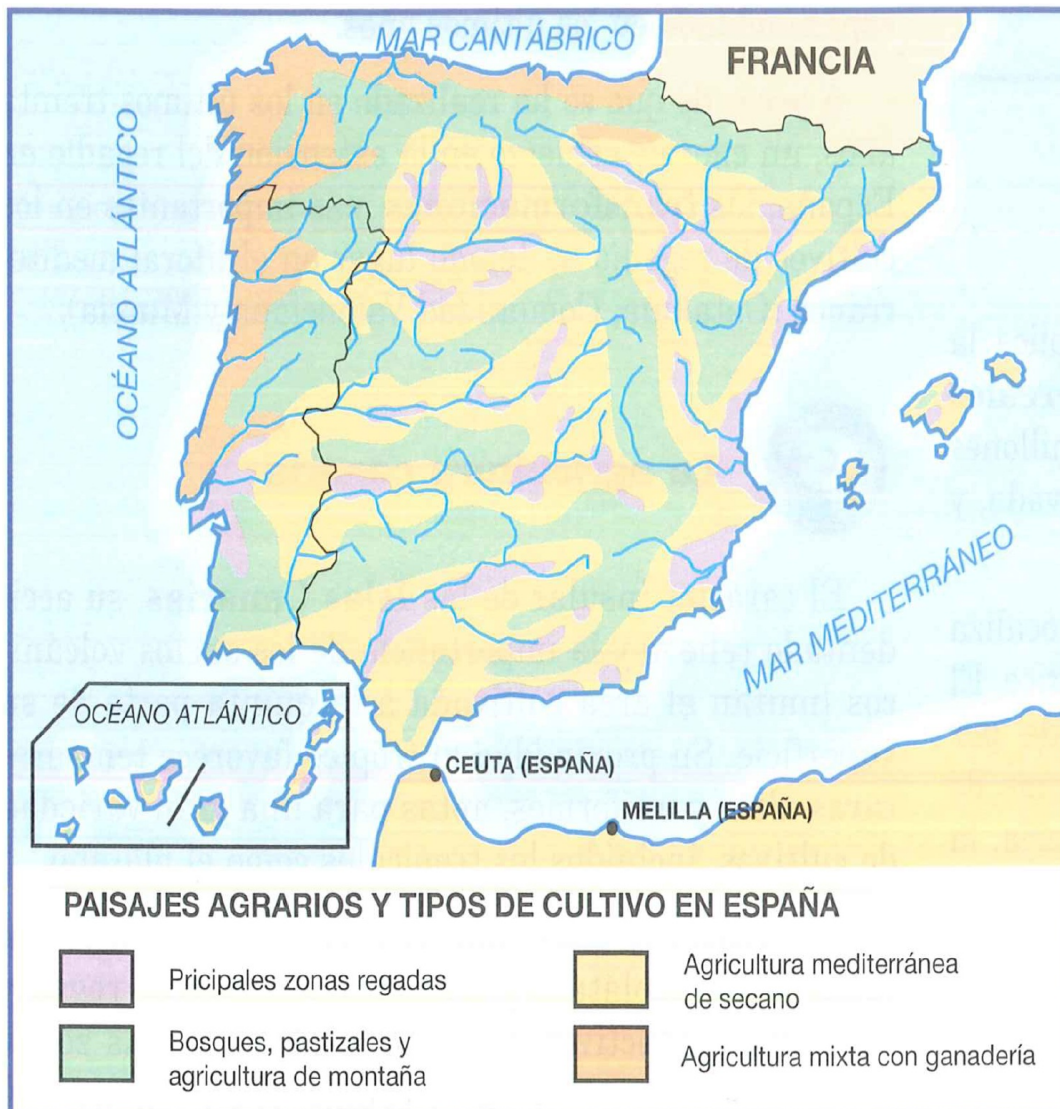 MAR CANTÁBRICO
FRANCIA
OCÉANO ATLÁNTICO
MAR MEDITERRÁNEO
OCÉANO ATLÁNTICO
CEUTA (ESPAÑA)
MELILLA (ESPAÑA)
PAISAJES AGRARIOS Y TIPOS DE CULTIVO EN ESPAÑA
Pricipales zonas regadas
Bosques, pastizales y
agricultura de montaña
Agricultura mediterránea
de secano
Agricultura mixta con ganadería